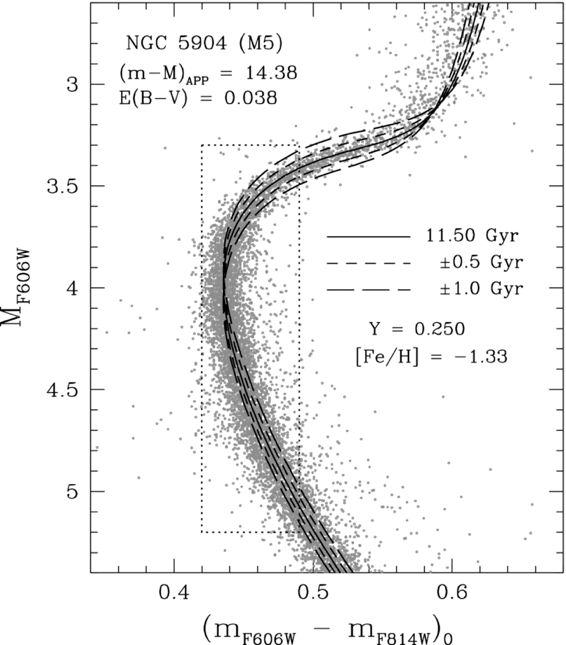 NGC 5904 (M5)
(m−M)APP = 14.38
E(B−V) = 0.038
3
3.5
4
4.5
5
M F606W
11.50 Gyr
±0.5 Gyr
±1.0 Gyr
Y = 0.250
[Fe/H] = −1.33
0.4 0.5 0.6
(mF606W − mF814W)0